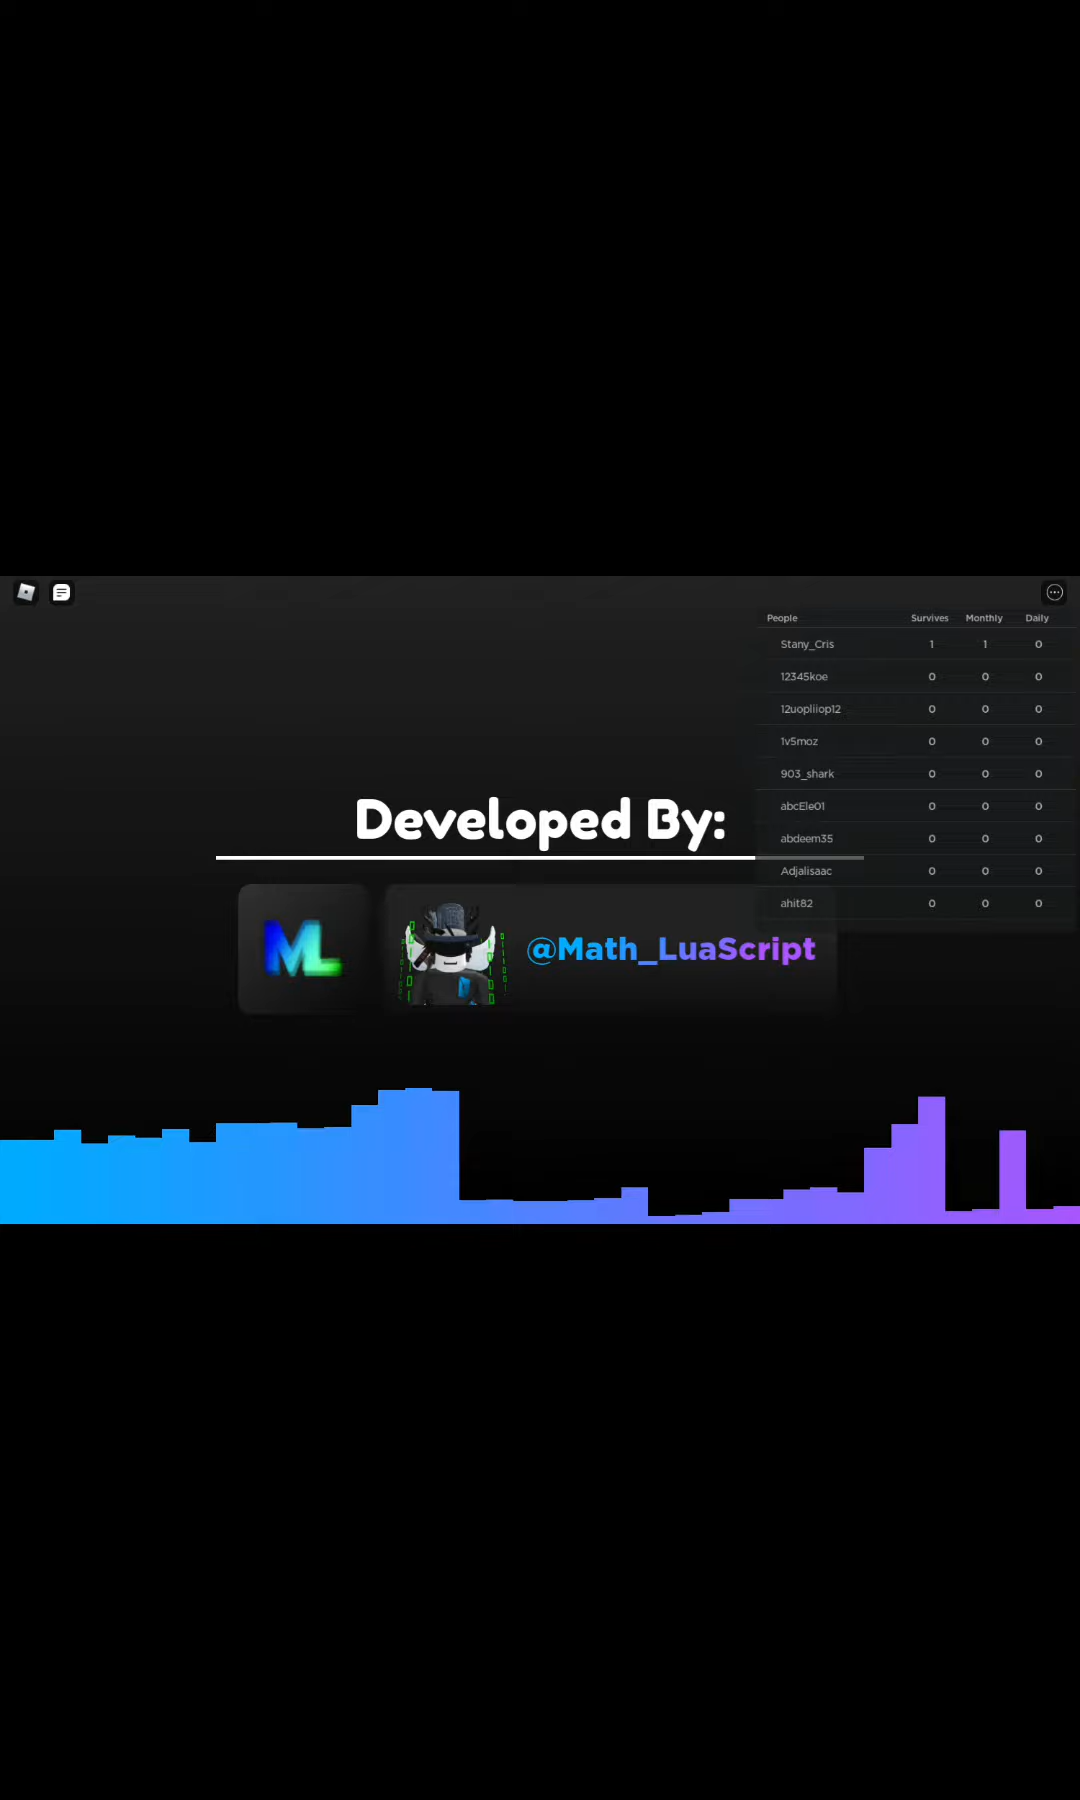 People Survives Monthly Daily
Stany_Cris 1 1 0
12345koe 0 0 0
12uopliiop12 0 0 0
1v5moz 0 0 0
903_shark 0 0 0
abcEle01 0 0 0
abdeem35 0 0 0
Adjalisaac 0 0 0
ahit82 0 0 0
Developed By:
ML
@Math_LuaScript